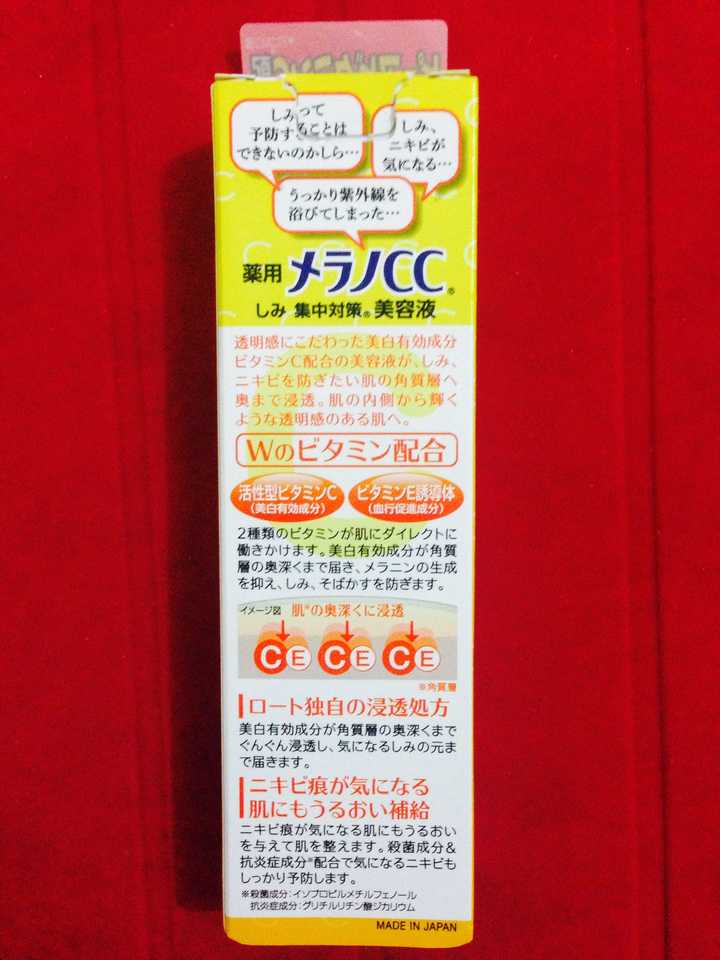 しみって
予防することは
できないのかしら…
しみ、
ニキビが
気になる…
うっかり紫外線を
浴びてしまった…
薬用 メラノCC®
しみ 集中対策® 美容液
透明感にこだわった美白有効成分
ビタミンC配合の美容液が、しみ、
ニキビを防ぎたい肌の角質層へ
奥まで浸透。肌の内側から輝く
ような透明感のある肌へ。
Wのビタミン配合
活性型ビタミンC
(美白有効成分)
ビタミンE誘導体
(血行促進成分)
2種類のビタミンが肌にダイレクトに
働きかけます。美白有効成分が角質
層の奥深くまで届き、メラニンの生成
を抑え、しみ、そばかすを防ぎます。
イメージ図 肌※の奥深くに浸透
C E C E C E
※角質層
ロート独自の浸透処方
美白有効成分が角質層の奥深くまで
ぐんぐん浸透し、気になるしみの元ま
で届きます。
ニキビ痕が気になる
肌にもうるおい補給
ニキビ痕が気になる肌にもうるおい
を与えて肌を整えます。殺菌成分&
抗炎症成分※配合で気になるニキビも
しっかり予防します。
※殺菌成分:イソプロピルメチルフェノール
抗炎症成分:グリチルリチン酸ジカリウム
MADE IN JAPAN